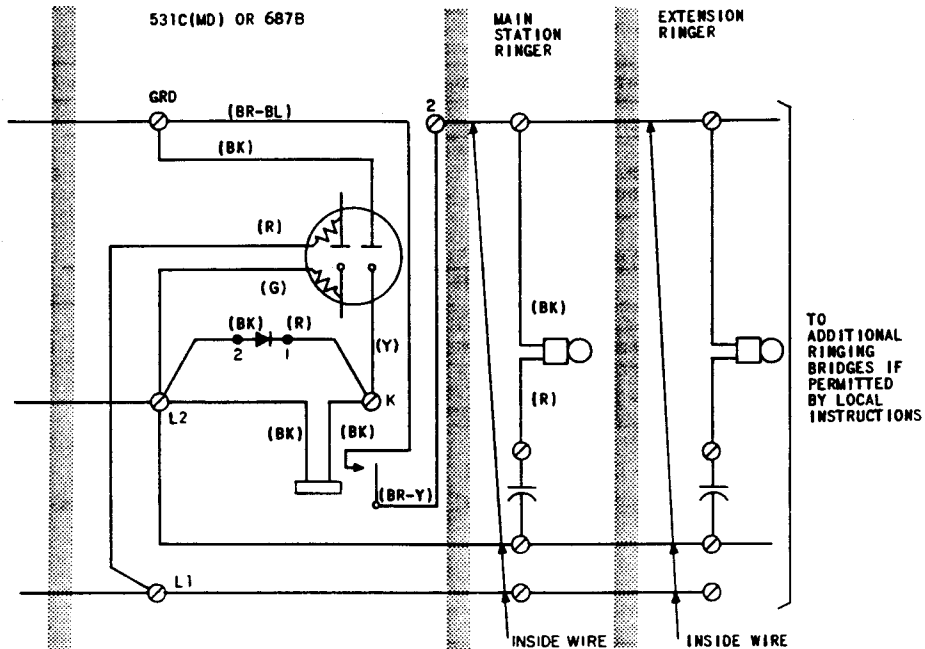 531C(MD) OR 687B
MAIN
STATION
RINGER
EXTENSION
RINGER
GRD
(BR-BL)
2
(BK)
(R)
(G)
(BK)
(R)
2
1
(Y)
L2
K
(BK)
(BK)
(BR-Y)
(BK)
(R)
TO
ADDITIONAL
RINGING
BRIDGES IF
PERMITTED
BY LOCAL
INSTRUCTIONS
L1
INSIDE WIRE
INSIDE WIRE